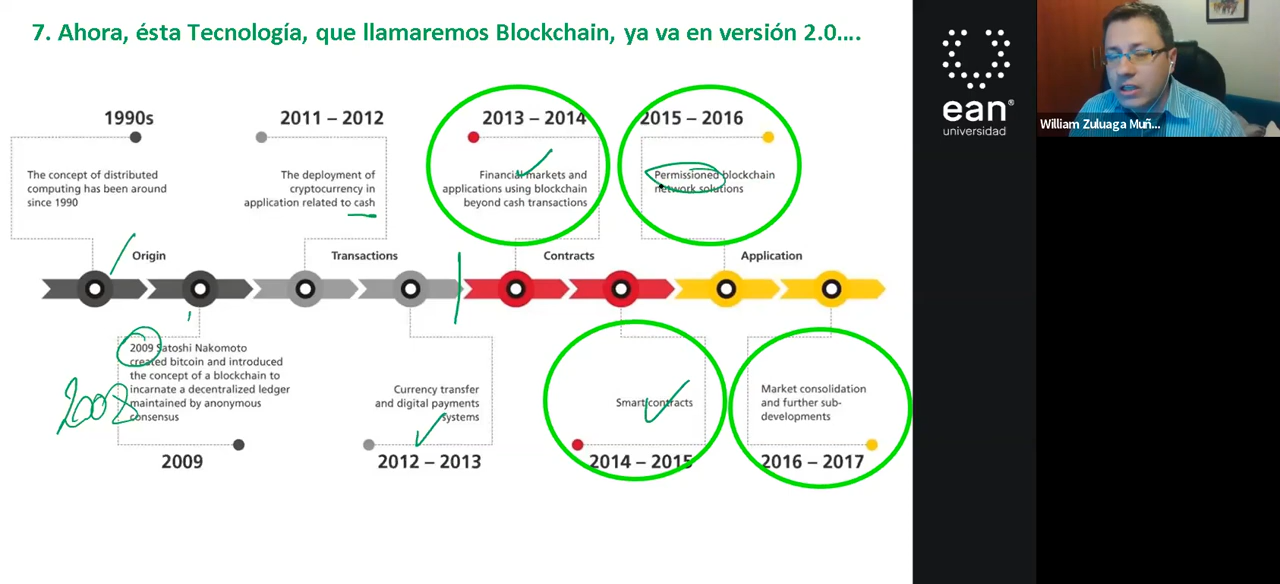 7. Ahora, ésta Tecnología, que llamaremos Blockchain, ya va en versión 2.0....
1990s
The concept of distributed
computing has been around
since 1990
2011 – 2012
The deployment of
cryptocurrency in
application related to cash
2013 – 2014
Financial markets and
applications using blockchain
beyond cash transactions
2015 – 2016
Permissioned blockchain
network solutions
Origin
Transactions
Contracts
Application
2009 Satoshi Nakomoto
created bitcoin and introduced
the concept of a blockchain to
incarnate a decentralized ledger
maintained by anonymous
consensus
2009
2008
Currency transfer
and digital payments
systems
2012 – 2013
Smart contracts
2014 – 2015
Market consolidation
and further sub-
developments
2016 – 2017
ean®
universidad
William Zuluaga Muñ...